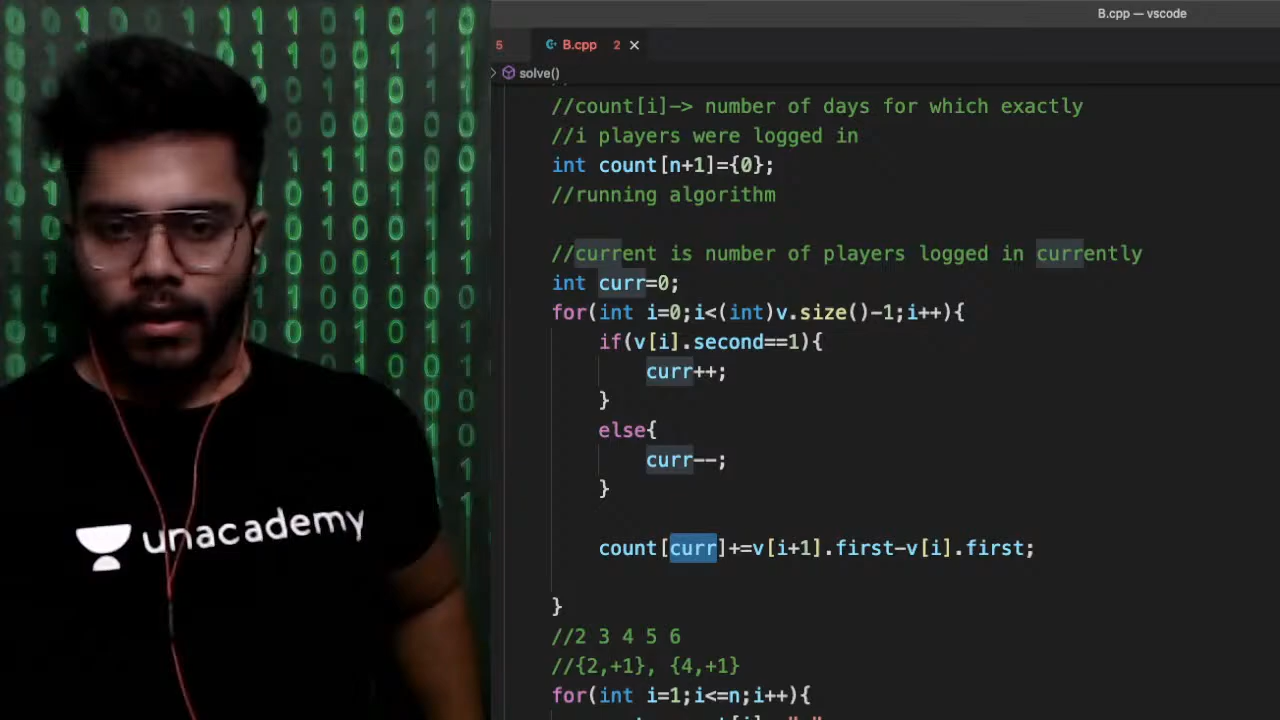 B.cpp — vscode
5 B.cpp 2
solve()
//count[i]-> number of days for which exactly
//i players were logged in
int count[n+1]={0};
//running algorithm
//current is number of players logged in currently
int curr=0;
for(int i=0;i<(int)v.size()-1;i++){
if(v[i].second==1){
curr++;
}
else{
curr--;
}
count[curr]+=v[i+1].first-v[i].first;
}
//2 3 4 5 6
//{2,+1}, {4,+1}
for(int i=1;i<=n;i++){
unacademy